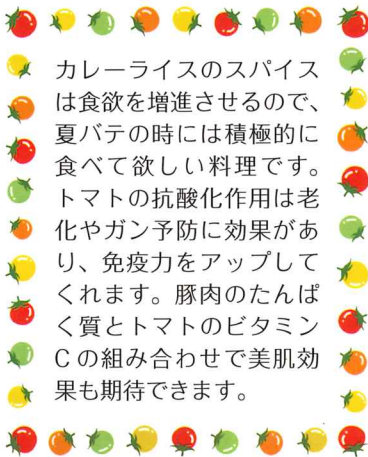 カレーライスのスパイス
は食欲を増進させるので、
夏バテの時には積極的に
食べて欲しい料理です。
トマトの抗酸化作用は老
化やガン予防に効果があ
り、免疫力をアップして
くれます。豚肉のたんぱ
く質とトマトのビタミン
Cの組み合わせで美肌効
果も期待できます。